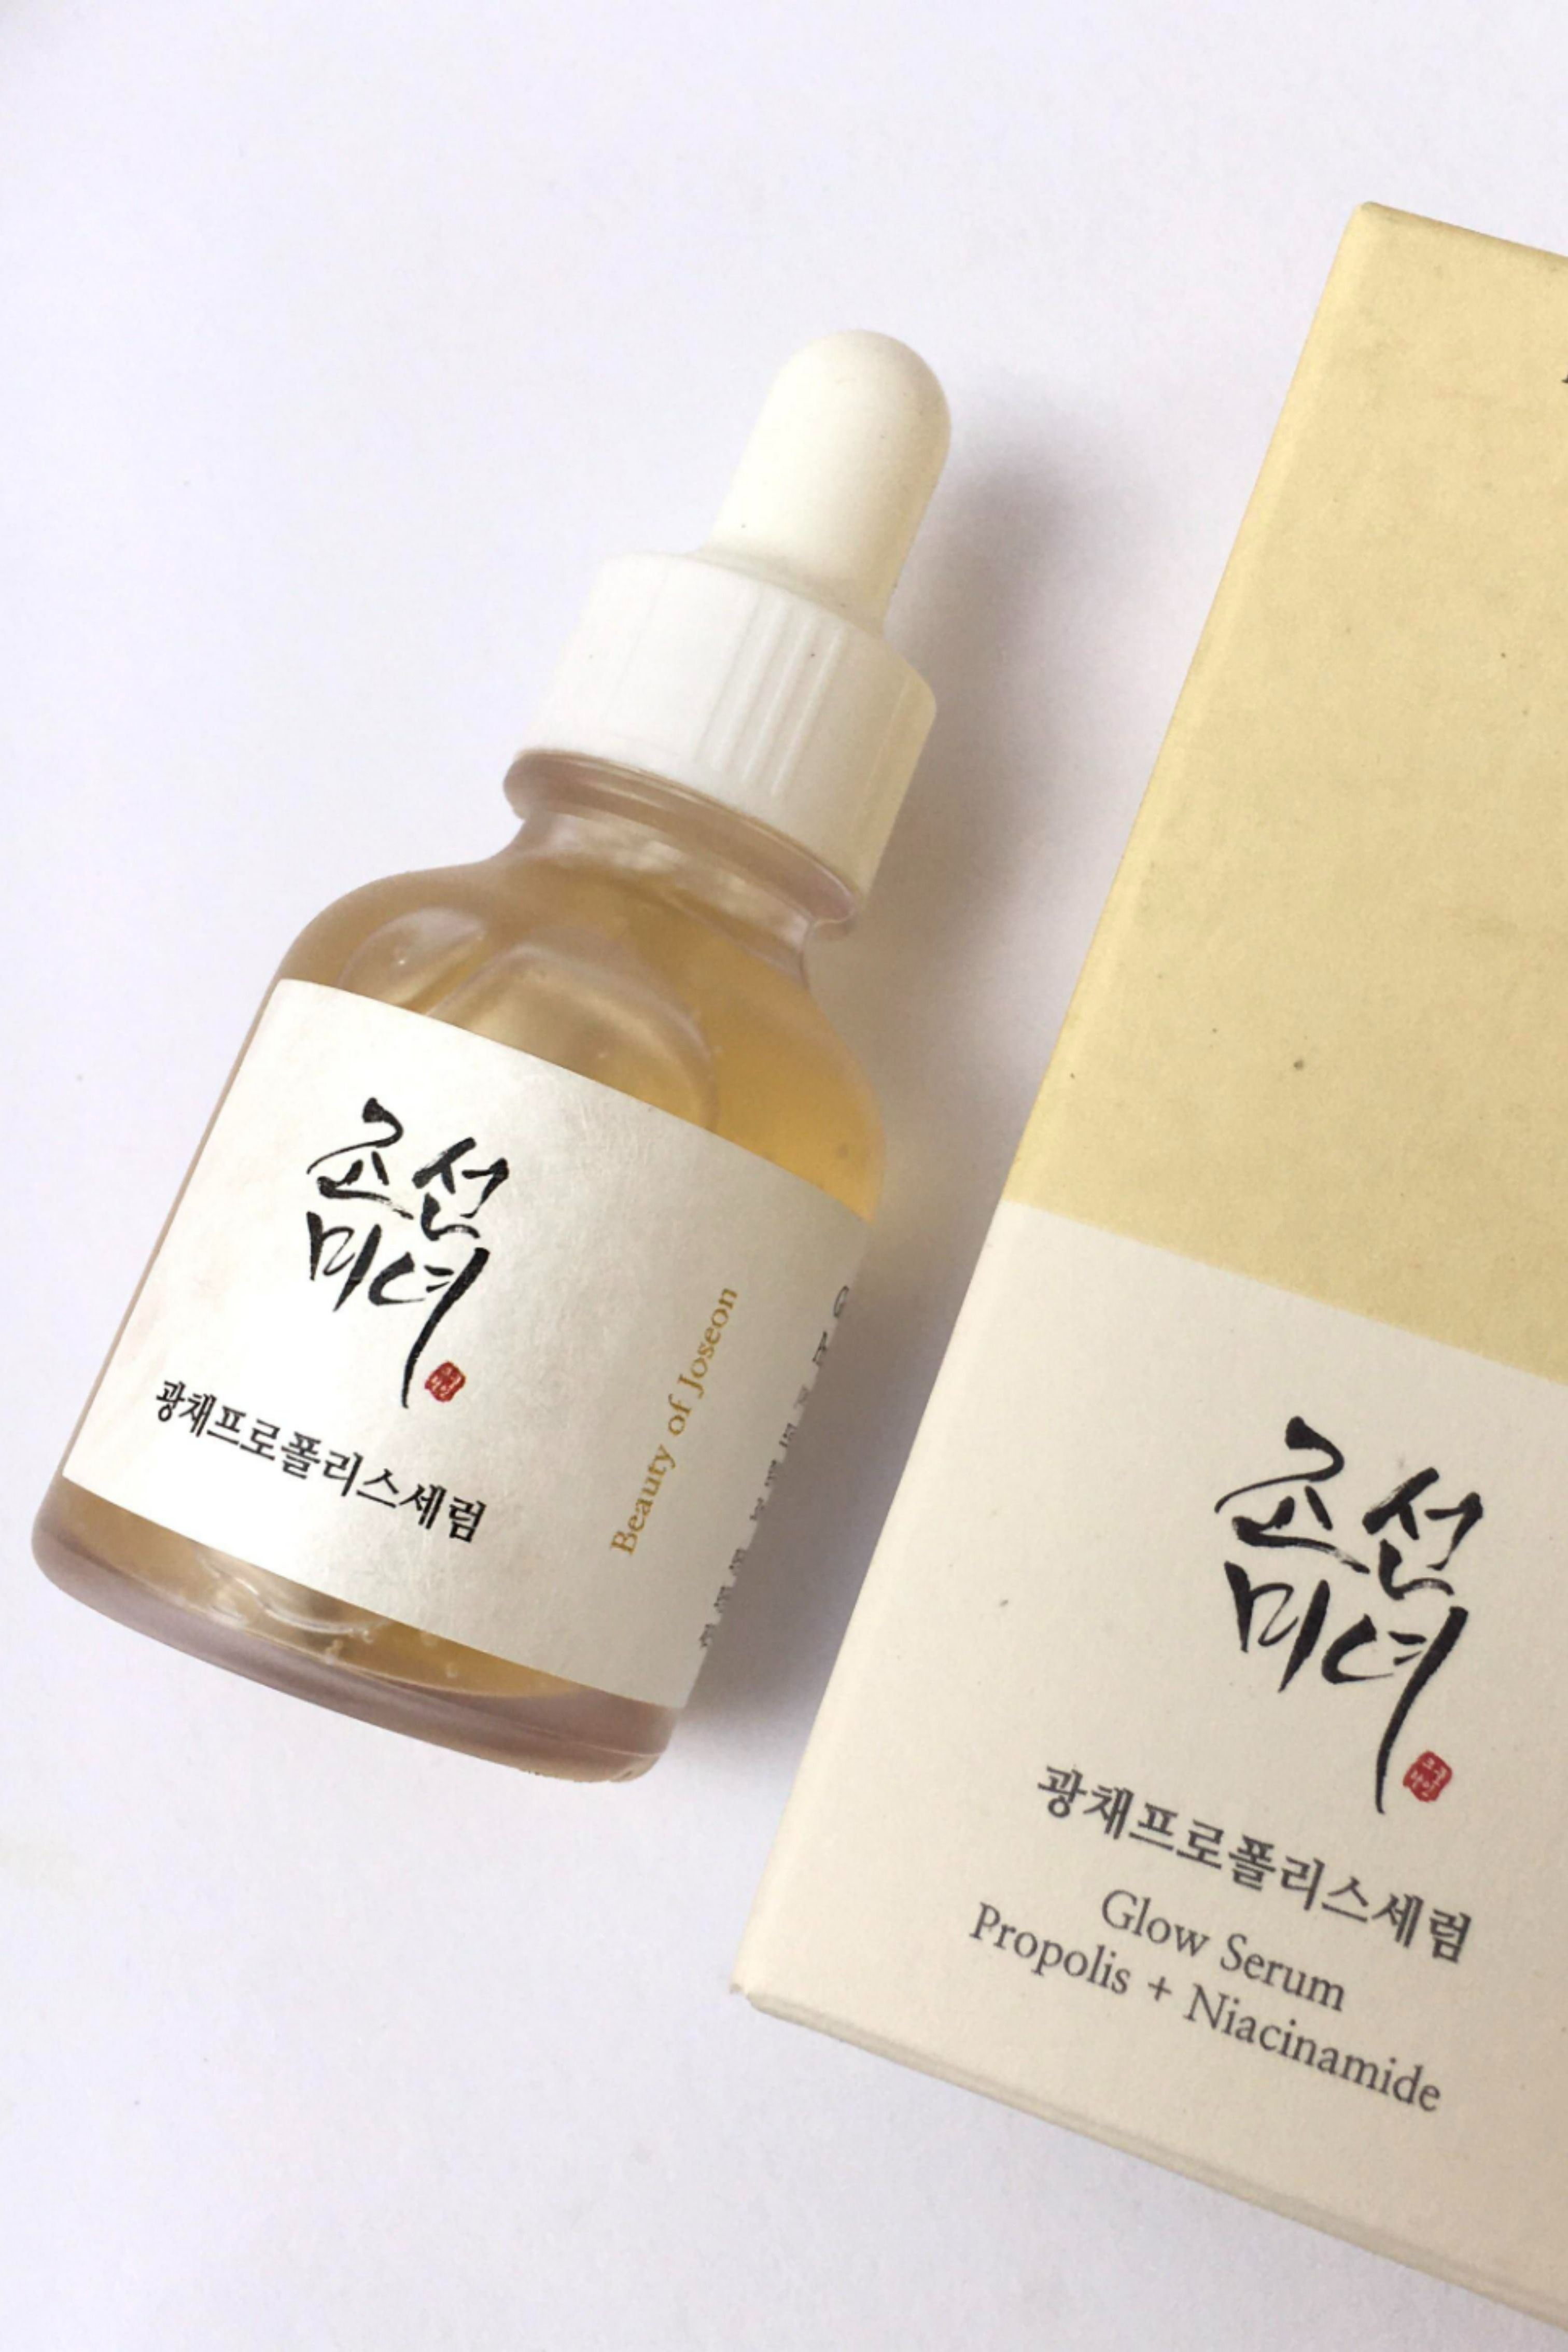 조선
미녀
광채프로폴리스세럼
Beauty of Joseon
조선
미녀
광채프로폴리스세럼
Glow Serum
Propolis + Niacinamide